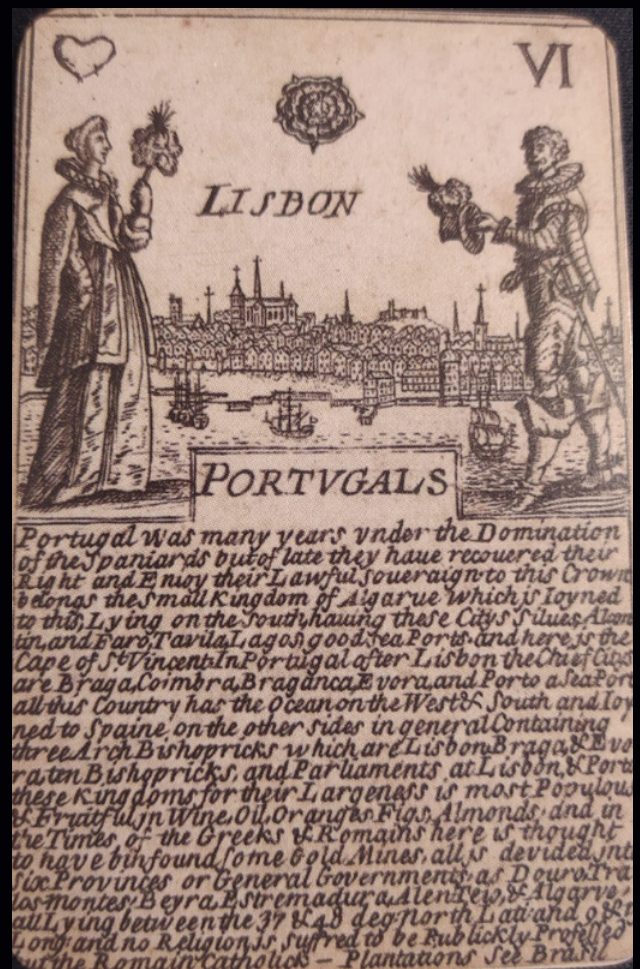 VI
LISBON
PORTVGALS
Portugal was many years vnder the Domination
of the Spaniards but of late they haue recouered their
Right and Enioy their Lawful soueraign to this Crown
belongs the Small Kingdom of Algarue which is Ioyned
to this, Lying on the South, hauing these Citys Silues, Alcou
tin, and Faro, Tavila, Lagos, good Sea Ports and here is the
Cape of St Vincent. In Portugal after Lisbon the Chief Citys
are Braga, Coimbra, Braganca, Evora, and Porto a Sea Port
all this Country has the Ocean on the West & South and Ioy
ned to Spaine, on the other sides in general Containing
three Arch Bishopricks which are Lisbon, Braga, & Evo
ra, ten Bishopricks, and Parliaments at Lisbon, & Porto
these Kingdoms for their Largeness is most Populous
& Fruitful in Wine, Oil, Oranges, Figs, Almonds, and in
the Times of the Greeks & Romains here is thought
to have bin found some Gold Mines, all is devided into
six Provinces or General Governments as Douro, Tra
los-montes, Beyra, Estremadura, AlenTejo, & Algarve,
all Lying between the 37 & 48 deg: north Lati: and 9 &
Long: and no Religion is suffred to be Publickly Professed
but the Romain Catholick — Plantations See Brasil